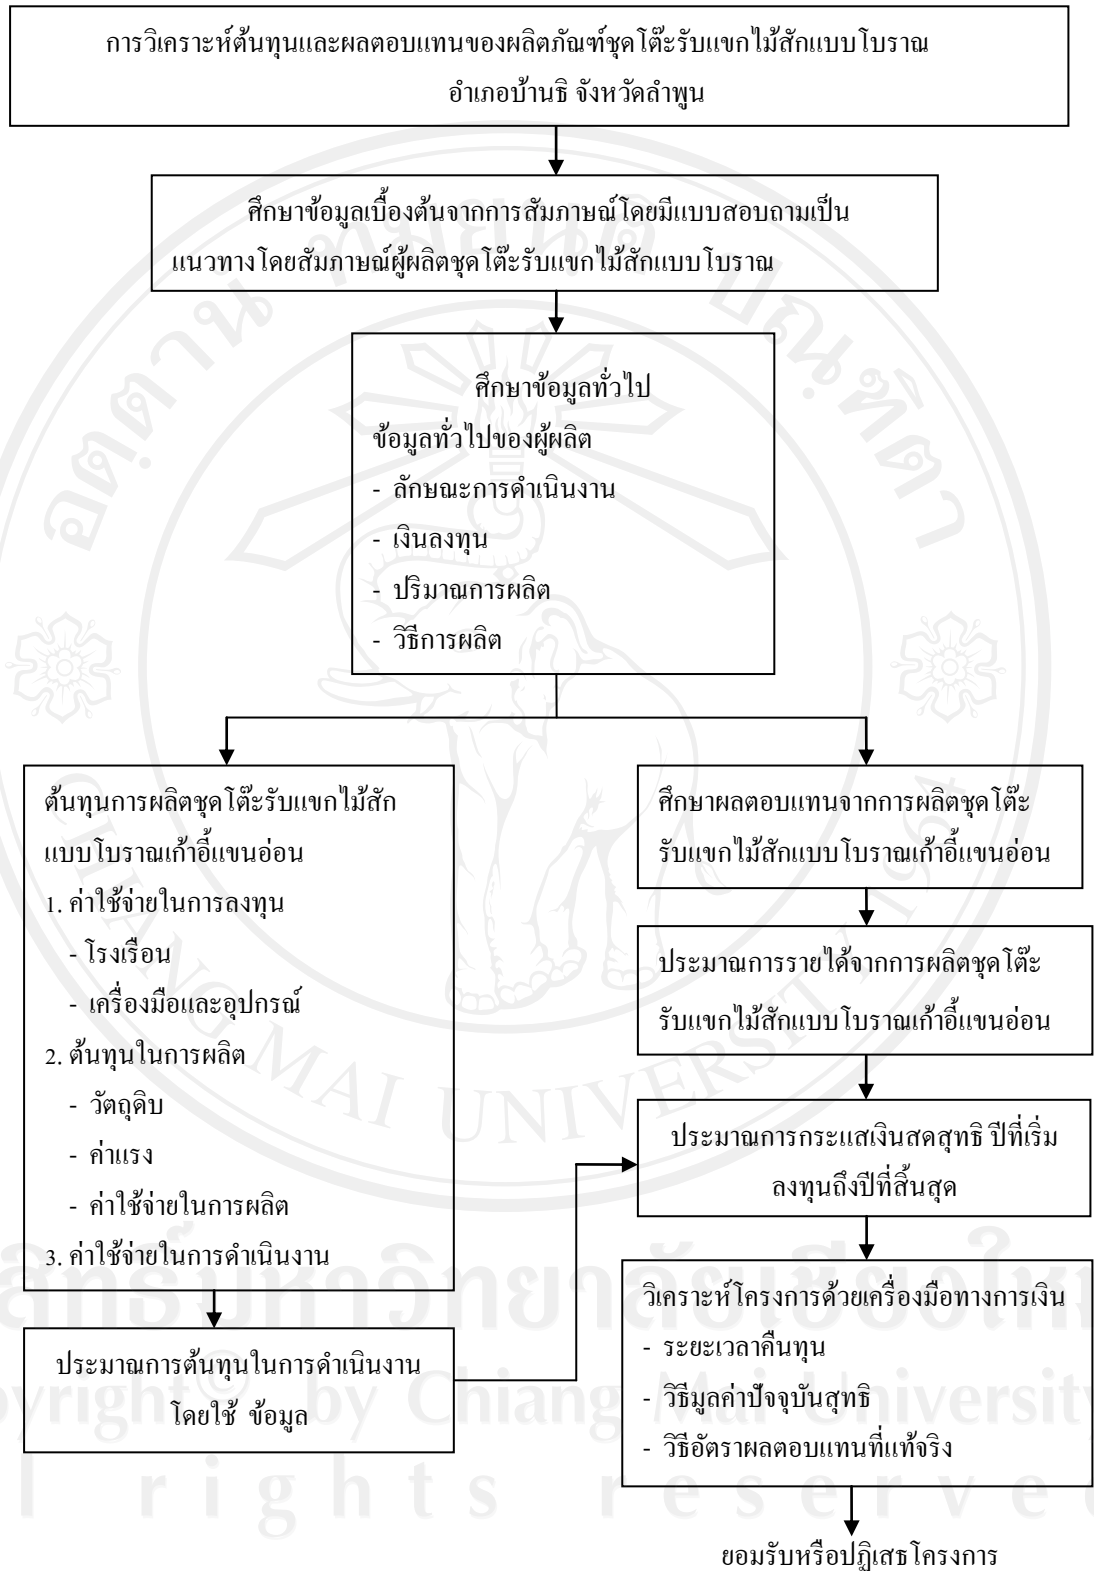 การวิเคราะห์ต้นทุนและผลตอบแทนของผลิตภัณฑ์ชุดโต๊ะรับแขกไม้สักแบบโบราณ
อำเภอบ้านธิ จังหวัดลำพูน
ศึกษาข้อมูลเบื้องต้นจากการสัมภาษณ์โดยมีแบบสอบถามเป็น
แนวทางโดยสัมภาษณ์ผู้ผลิตชุดโต๊ะรับแขกไม้สักแบบโบราณ
ศึกษาข้อมูลทั่วไป
ข้อมูลทั่วไปของผู้ผลิต
- ลักษณะการดำเนินงาน
- เงินลงทุน
- ปริมาณการผลิต
- วิธีการผลิต
ต้นทุนการผลิตชุดโต๊ะรับแขกไม้สัก
แบบโบราณเก้าอี้แขนอ่อน
1. ค่าใช้จ่ายในการลงทุน
- โรงเรือน
- เครื่องมือและอุปกรณ์
2. ต้นทุนในการผลิต
- วัตถุดิบ
- ค่าแรง
- ค่าใช้จ่ายในการผลิต
3. ค่าใช้จ่ายในการดำเนินงาน
ประมาณการต้นทุนในการดำเนินงาน
โดยใช้ ข้อมูล
ศึกษาผลตอบแทนจากการผลิตชุดโต๊ะ
รับแขกไม้สักแบบโบราณเก้าอี้แขนอ่อน
ประมาณการรายได้จากการผลิตชุดโต๊ะ
รับแขกไม้สักแบบโบราณเก้าอี้แขนอ่อน
ประมาณการกระแสเงินสดสุทธิ ปีที่เริ่ม
ลงทุนถึงปีที่สิ้นสุด
วิเคราะห์โครงการด้วยเครื่องมือทางการเงิน
- ระยะเวลาคืนทุน
- วิธีมูลค่าปัจจุบันสุทธิ
- วิธีอัตราผลตอบแทนที่แท้จริง
ยอมรับหรือปฏิเสธโครงการ
CHIANG MAI UNIVERSITY 1964
by Chiang Mai University
rights reserved